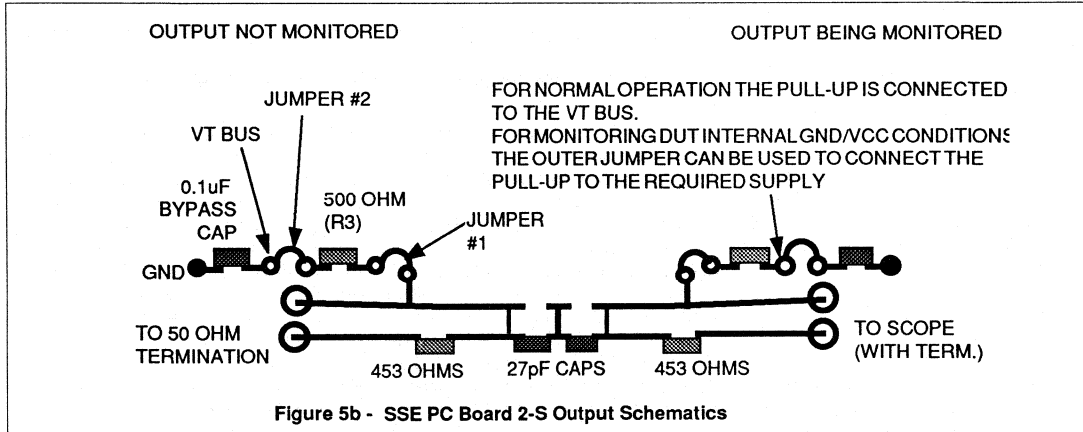 OUTPUT NOT MONITORED
OUTPUT BEING MONITORED
JUMPER #2
VT BUS
0.1uF
BYPASS
CAP
500 OHM
(R3)
JUMPER
#1
FOR NORMAL OPERATION THE PULL-UP IS CONNECTED
TO THE VT BUS.
FOR MONITORING DUT INTERNAL GND/VCC CONDITIONS
THE OUTER JUMPER CAN BE USED TO CONNECT THE
PULL-UP TO THE REQUIRED SUPPLY
GND
TO 50 OHM
TERMINATION
TO SCOPE
(WITH TERM.)
453 OHMS
27pF CAPS
453 OHMS
Figure 5b - SSE PC Board 2-S Output Schematics